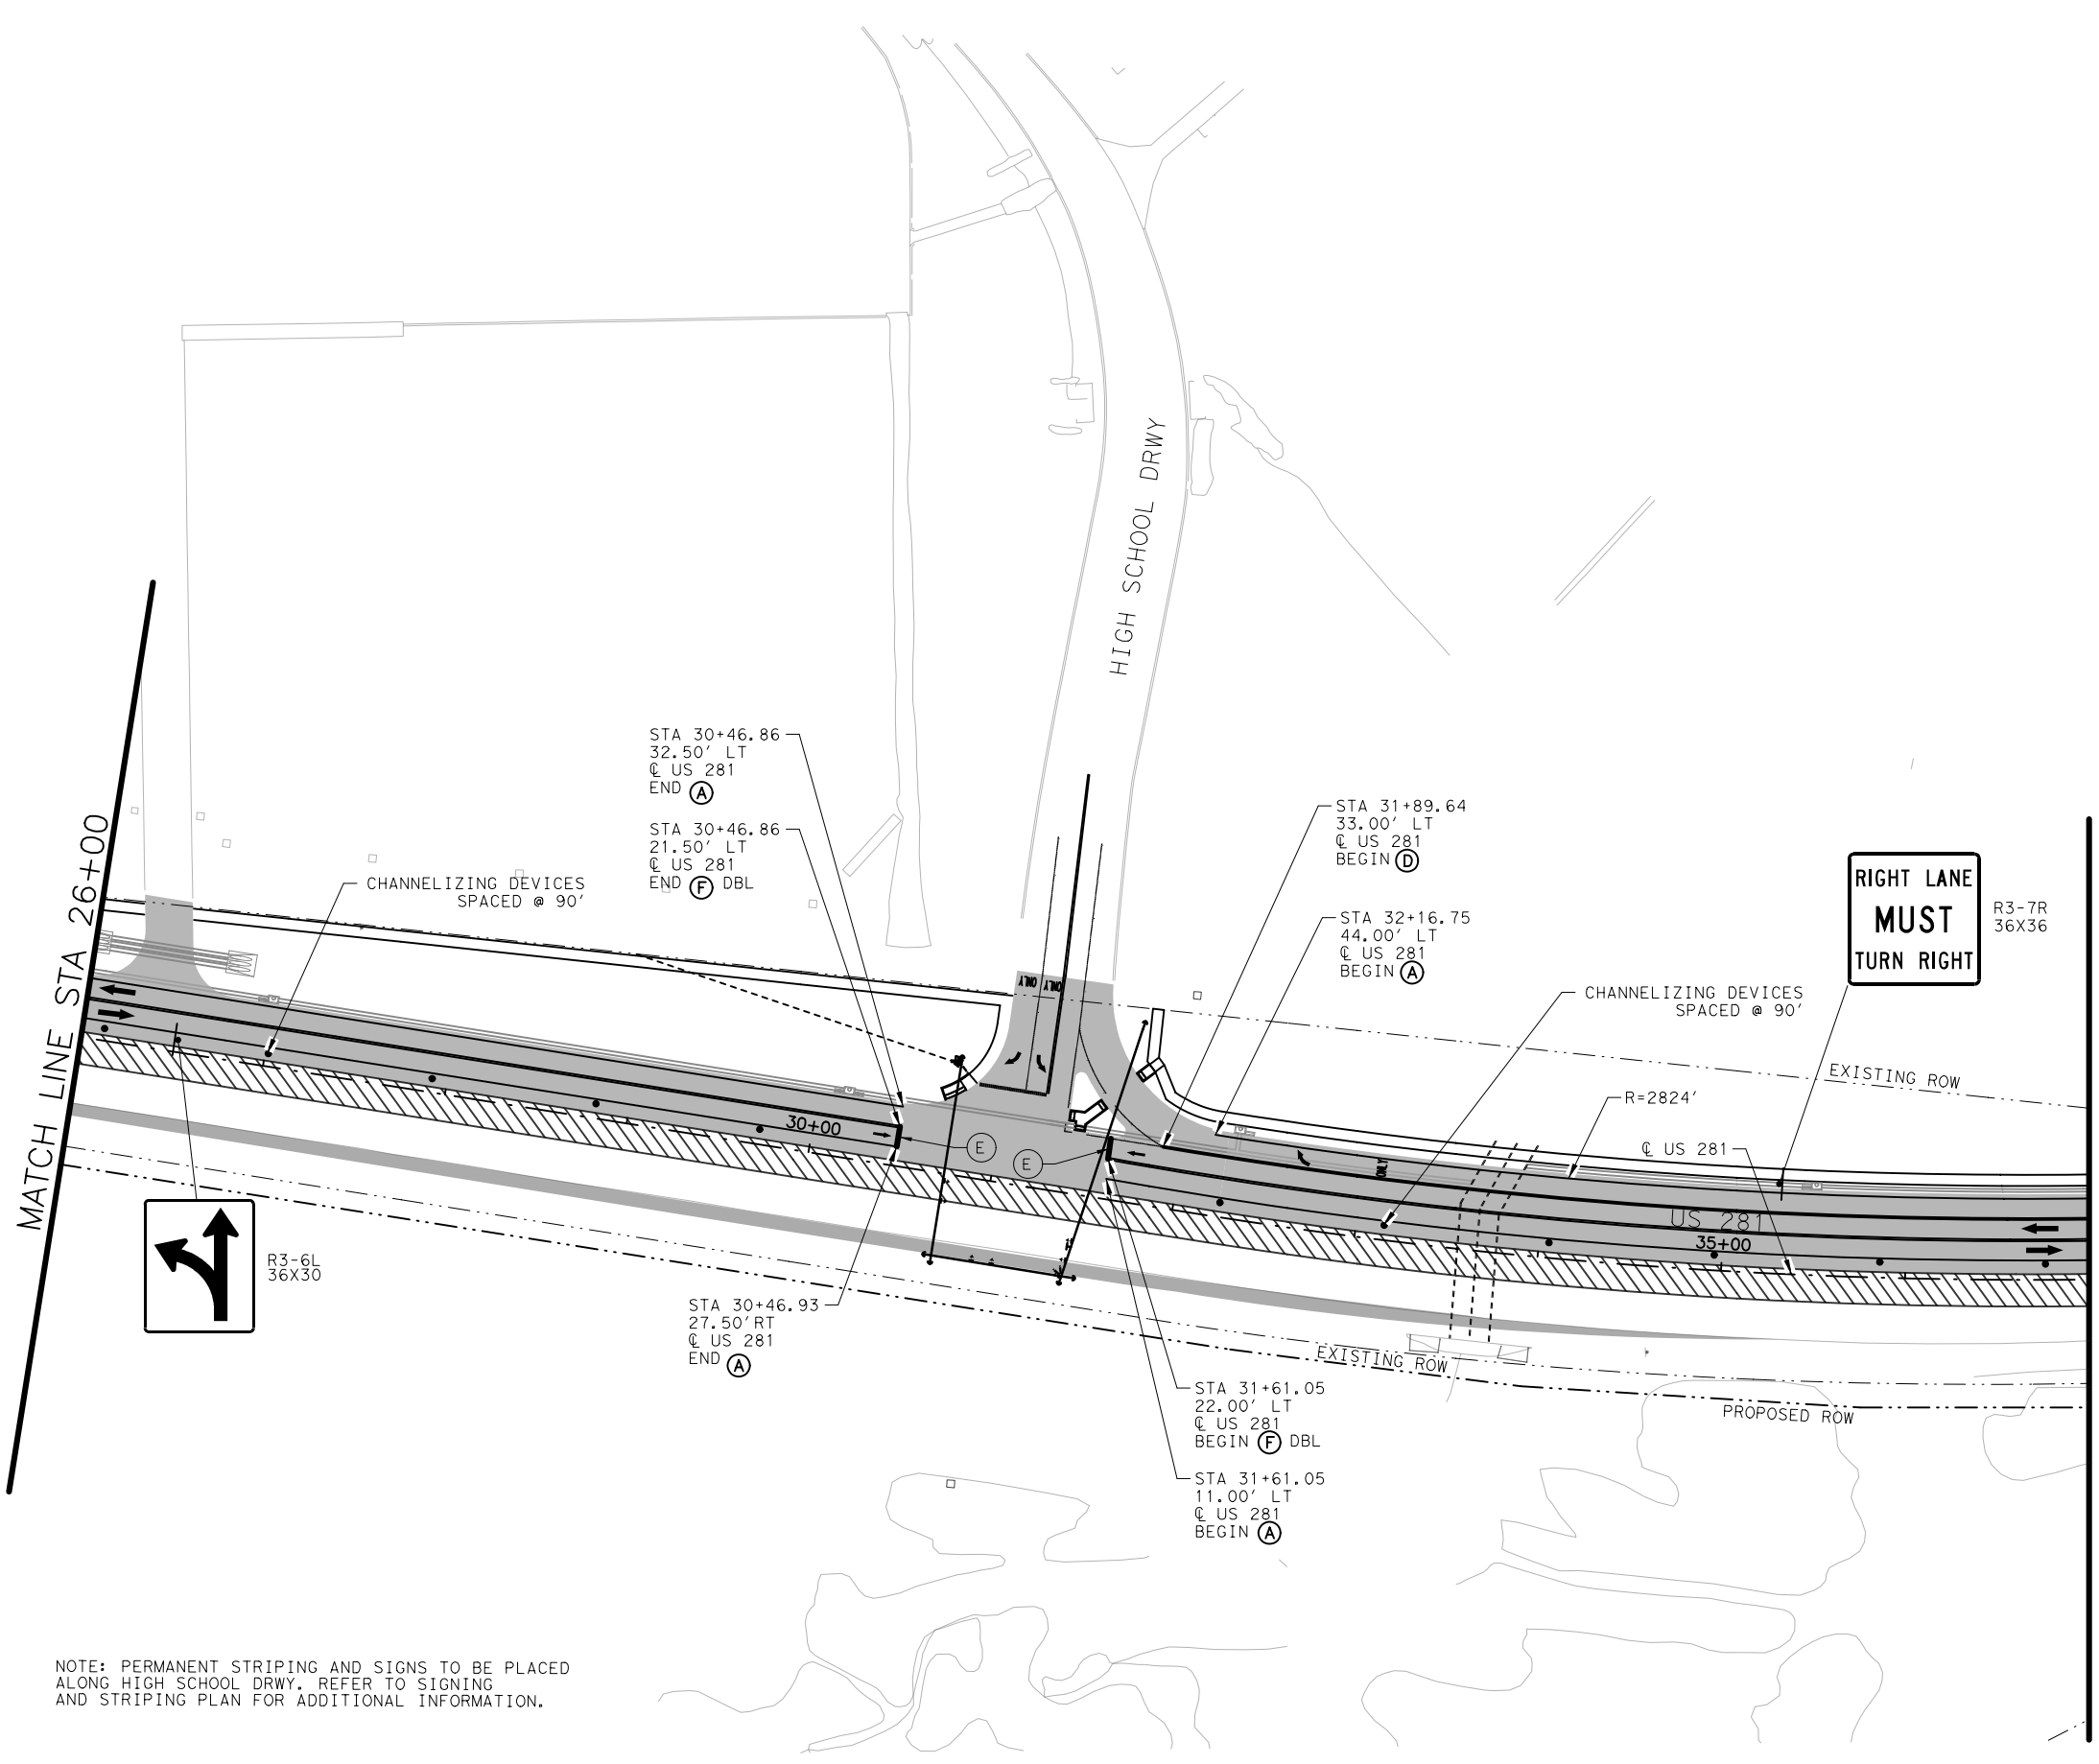 HIGH SCHOOL DRWY
MATCH LINE STA 26+00
STA 30+46.86
32.50' LT
℄ US 281
END Ⓐ
STA 30+46.86
21.50' LT
℄ US 281
END Ⓕ DBL
CHANNELIZING DEVICES
SPACED @ 90'
STA 31+89.64
33.00' LT
℄ US 281
BEGIN Ⓓ
STA 32+16.75
44.00' LT
℄ US 281
BEGIN Ⓐ
RIGHT LANE
MUST
TURN RIGHT
R3-7R
36X36
CHANNELIZING DEVICES
SPACED @ 90'
ONLY
ONLY
EXISTING ROW
R=2824'
℄ US 281
30+00
E
E
ONLY
US 281
35+00
R3-6L
36X30
STA 30+46.93
27.50'RT
℄ US 281
END Ⓐ
EXISTING ROW
PROPOSED ROW
STA 31+61.05
22.00' LT
℄ US 281
BEGIN Ⓕ DBL
STA 31+61.05
11.00' LT
℄ US 281
BEGIN Ⓐ
NOTE: PERMANENT STRIPING AND SIGNS TO BE PLACED
ALONG HIGH SCHOOL DRWY. REFER TO SIGNING
AND STRIPING PLAN FOR ADDITIONAL INFORMATION.